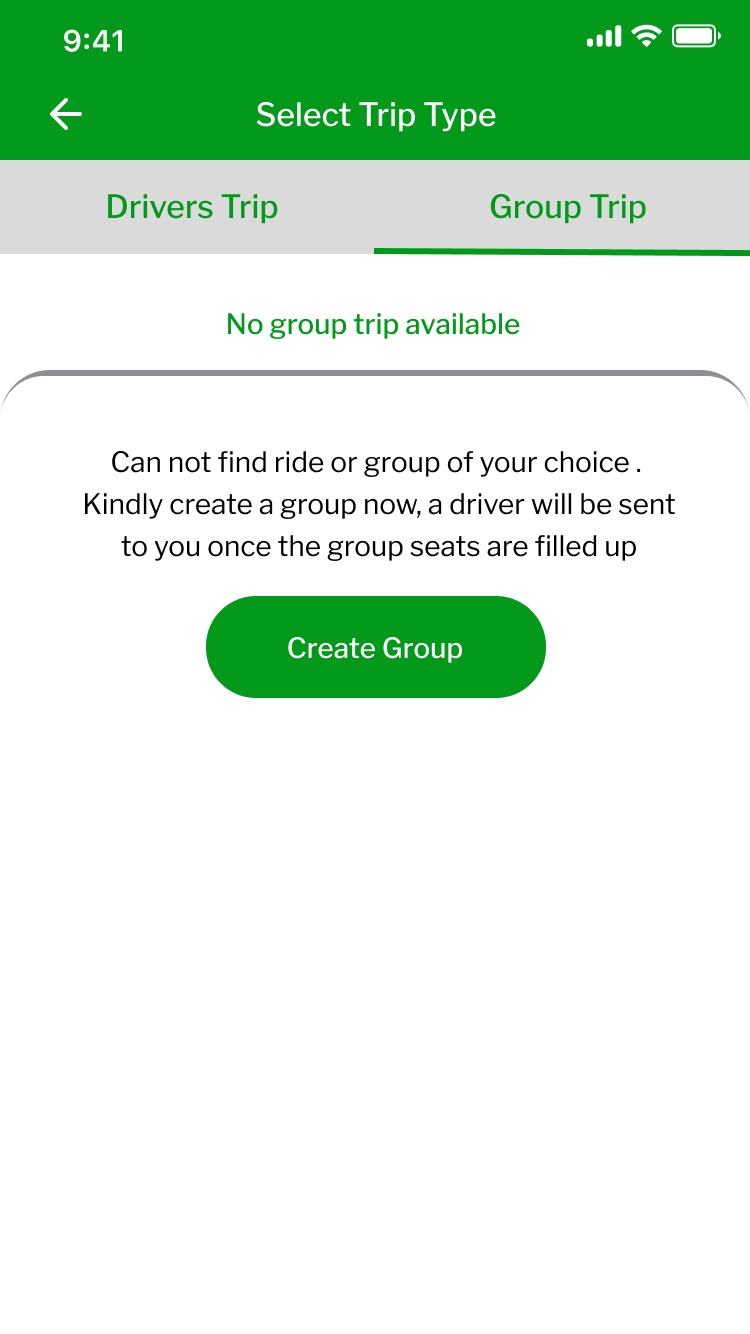 9:41
Select Trip Type
Drivers Trip
Group Trip
No group trip available
Can not find ride or group of your choice .
Kindly create a group now, a driver will be sent
to you once the group seats are filled up
Create Group